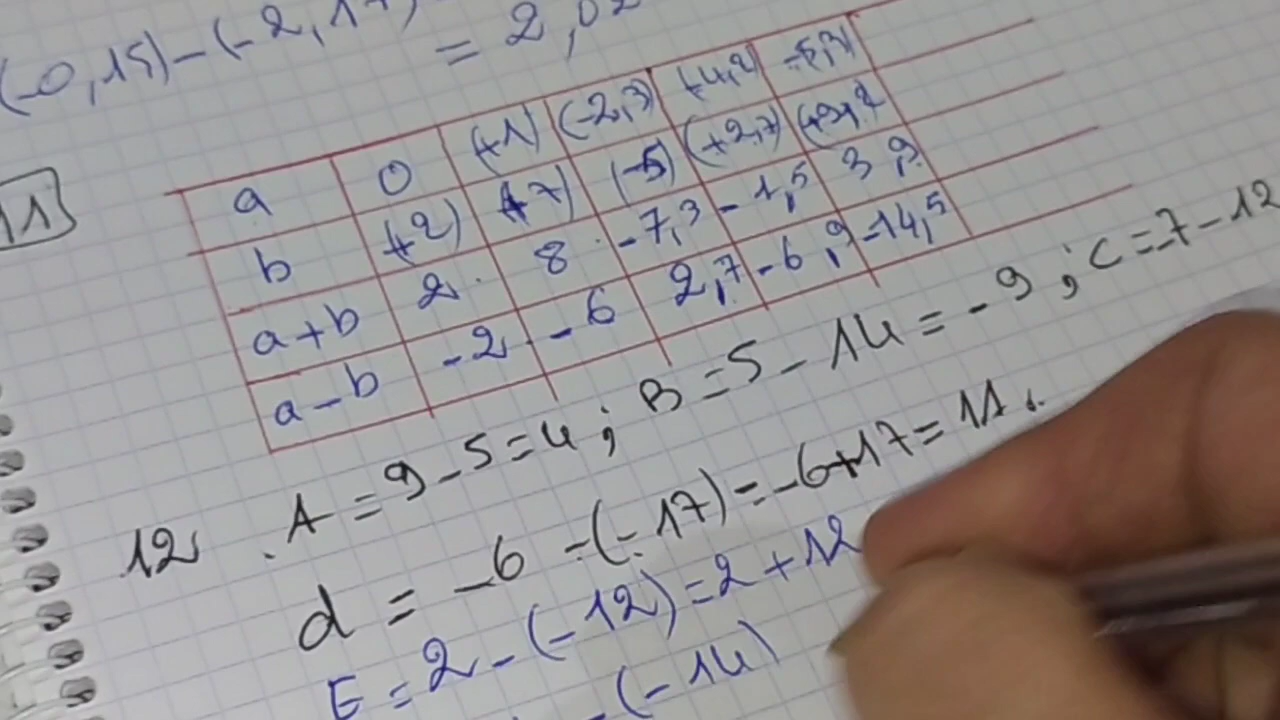 (-0,15)-(-2,17)
= 2,02
11
a 0 (+1) (-2,3) (-4,2) -5,3
b (+2) (+7) (-5) (+2,7) (+9,2
a+b 2 8 -7,3 -1,5 3,9
a-b -2 -6 2,7 -6,9 -14,5
12 . A = 9-5=4 ; B =5-14 = -9 ; C =-7-12
d = -6 -(-17)=-6+17=11
E = 2-(-12)=2+12
-(-14)